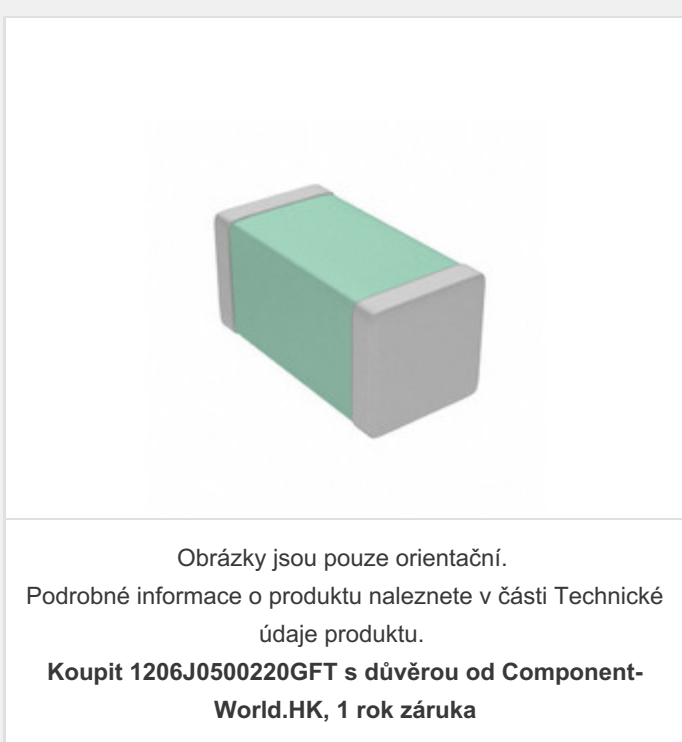 Obrázky jsou pouze orientační.
Podrobné informace o produktu naleznete v části Technické
údaje produktu.
Koupit 1206J0500220GFT s důvěrou od Component-
World.HK, 1 rok záruka